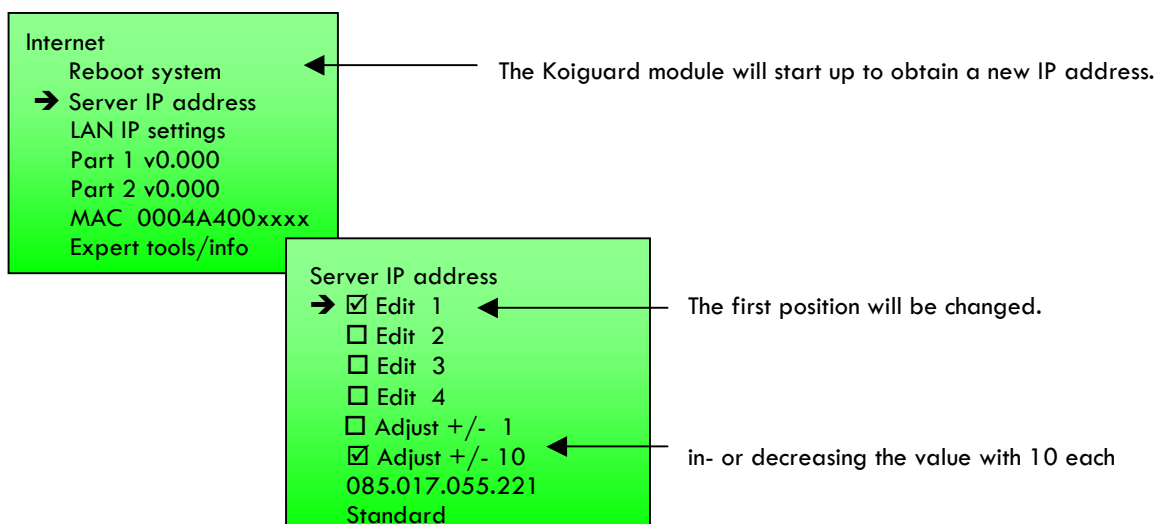 Internet
Reboot system
The Koiguard module will start up to obtain a new IP address.
➔ Server IP address
LAN IP settings
Part 1 v0.000
Part 2 v0.000
MAC 0004A400xxxx
Expert tools/info
Server IP address
➔ ☑ Edit 1
The first position will be changed.
☐ Edit 2
☐ Edit 3
☐ Edit 4
☐ Adjust +/- 1
☑ Adjust +/- 10
in- or decreasing the value with 10 each
085.017.055.221
Standard